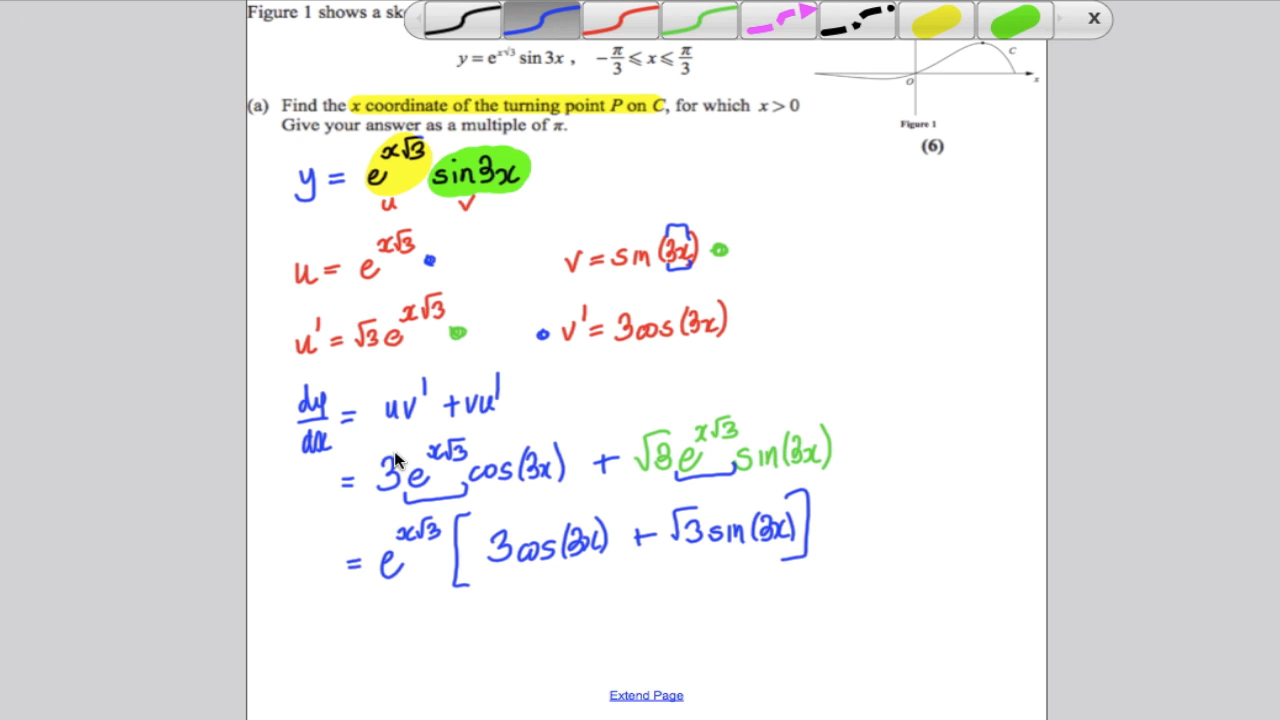 Figure 1 shows a sk
X
y = e^{x√3} sin 3x , −π/3 ⩽ x ⩽ π/3
C
O
x
Figure 1
(a) Find the x coordinate of the turning point P on C, for which x > 0
Give your answer as a multiple of π.
(6)
y = e^{x√3} sin3x
u v
u = e^{x√3} v = sin (3x)
u' = √3 e^{x√3} v' = 3cos(3x)
dy/dx = uv' + vu'
= 3e^{x√3} cos(3x) + √3 e^{x√3} sin(3x)
= e^{x√3} [ 3cos(3x) + √3 sin(3x) ]
Extend Page